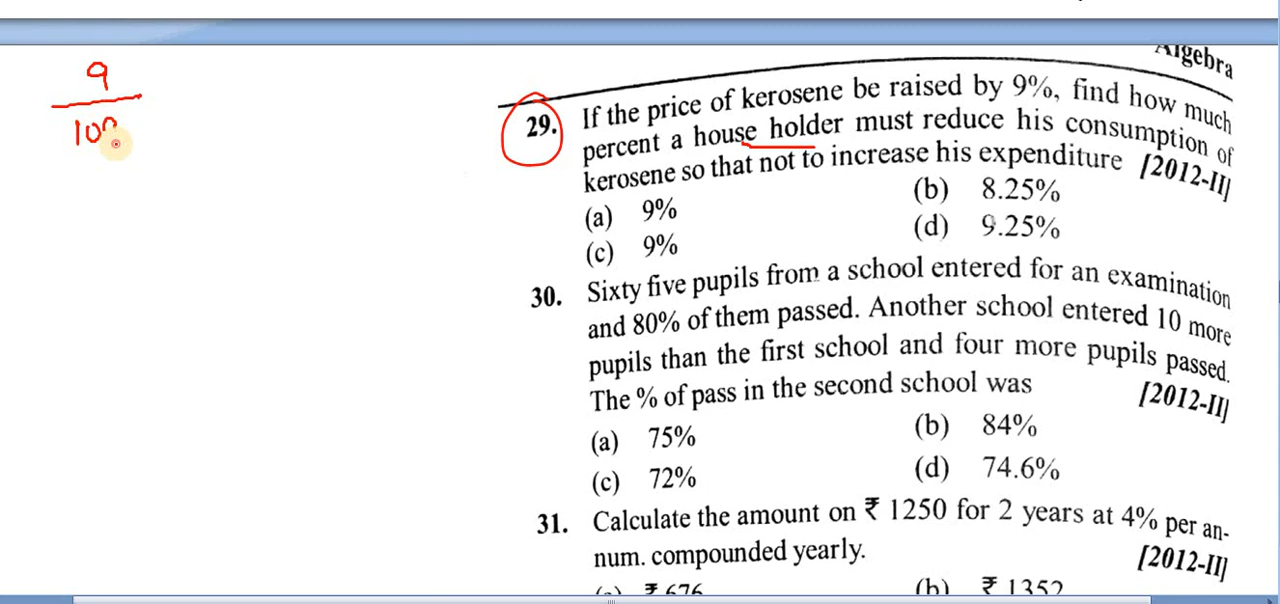 9
100
Algebra
29. If the price of kerosene be raised by 9%, find how much
percent a house holder must reduce his consumption of
kerosene so that not to increase his expenditure [2012-II]
(a) 9% (b) 8.25%
(c) 9% (d) 9.25%
30. Sixty five pupils from a school entered for an examination
and 80% of them passed. Another school entered 10 more
pupils than the first school and four more pupils passed.
The % of pass in the second school was [2012-II]
(a) 75% (b) 84%
(c) 72% (d) 74.6%
31. Calculate the amount on ₹ 1250 for 2 years at 4% per an-
num. compounded yearly. [2012-II]
(a) ₹ 676 (b) ₹ 1352